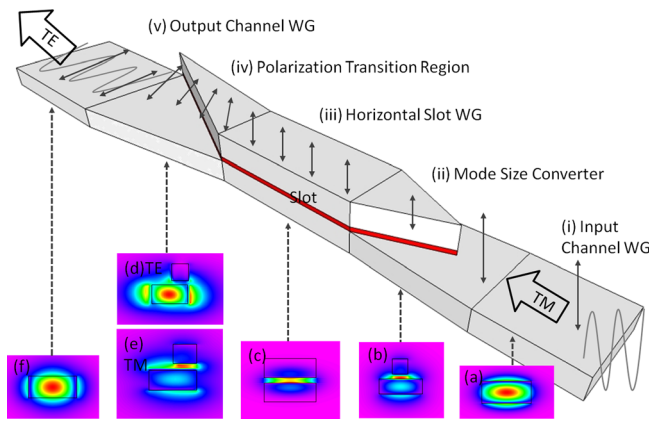 TE
(v) Output Channel WG
(iv) Polarization Transition Region
(iii) Horizontal Slot WG
(ii) Mode Size Converter
(i) Input
Channel WG
Slot
TM
(d)TE
(e)
TM
(f)
(c)
(b)
(a)